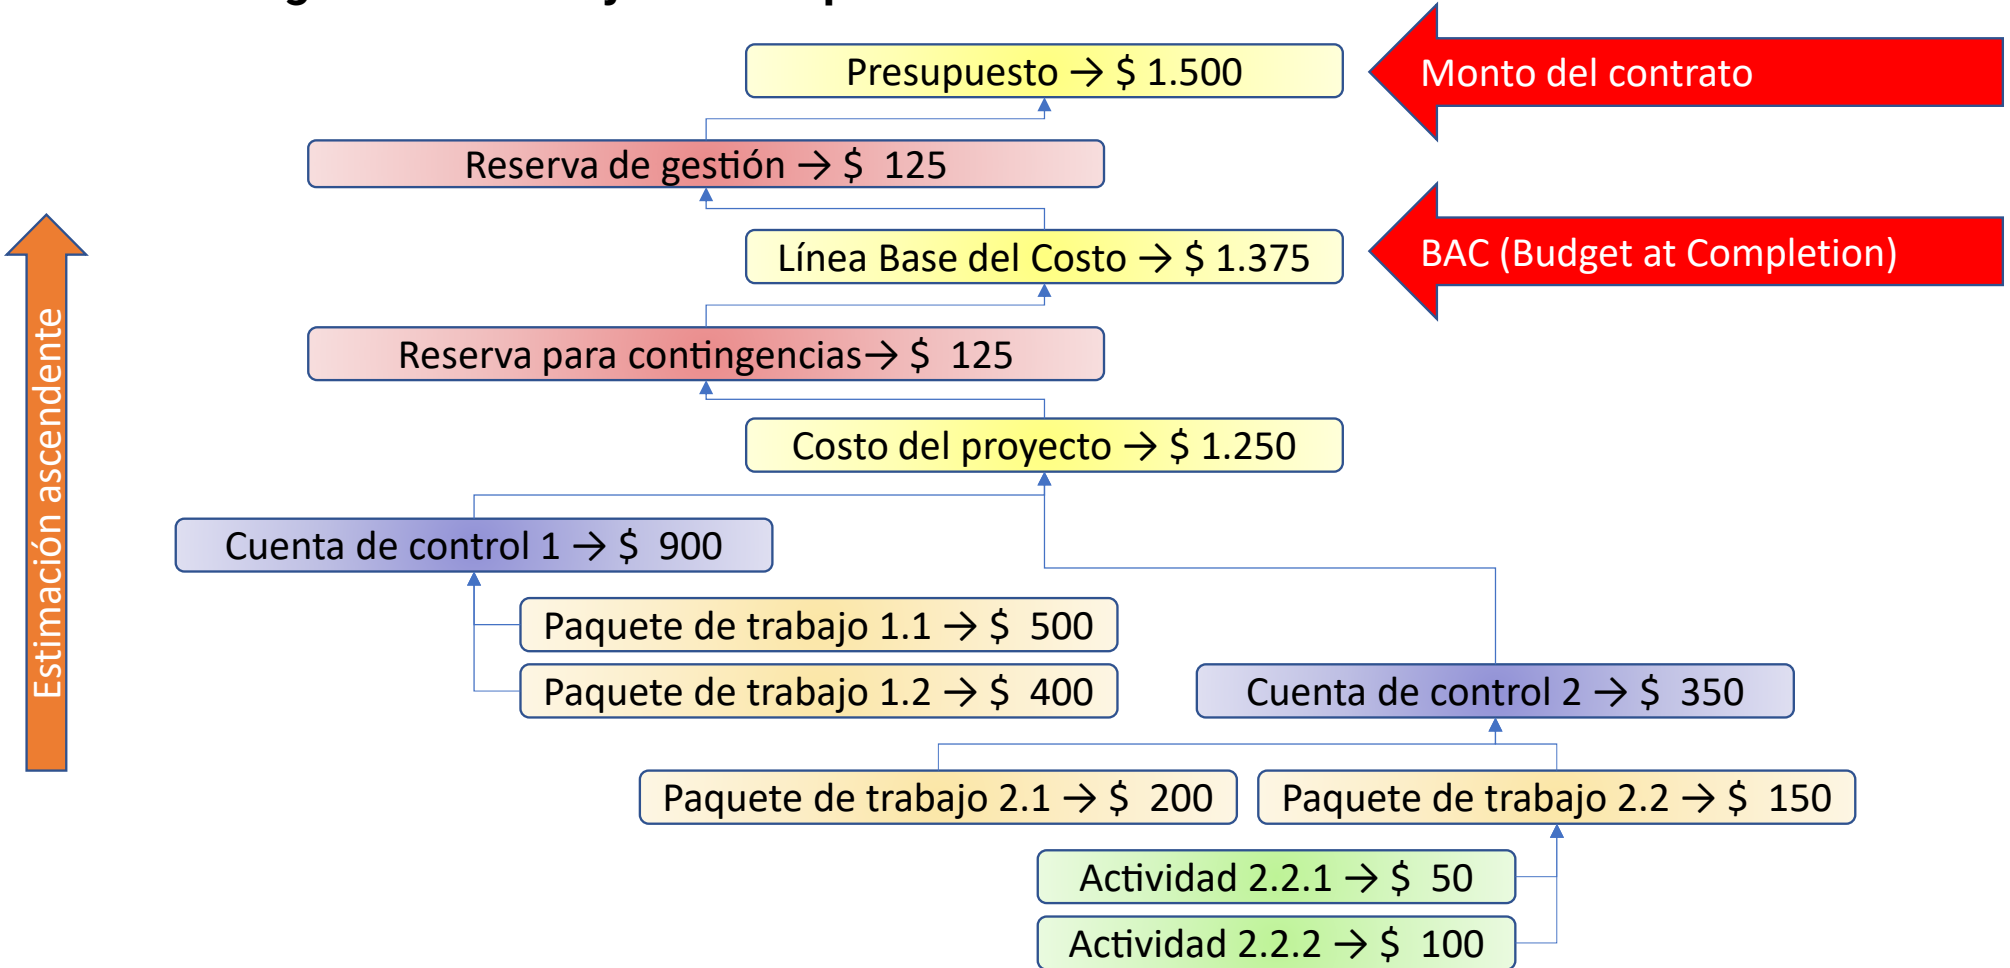 Presupuesto → $ 1.500
Monto del contrato
Reserva de gestión → $ 125
Línea Base del Costo → $ 1.375
BAC (Budget at Completion)
Reserva para contingencias→ $ 125
Costo del proyecto → $ 1.250
Estimación ascendente
Cuenta de control 1 → $ 900
Paquete de trabajo 1.1 → $ 500
Paquete de trabajo 1.2 → $ 400
Cuenta de control 2 → $ 350
Paquete de trabajo 2.1 → $ 200
Paquete de trabajo 2.2 → $ 150
Actividad 2.2.1 → $ 50
Actividad 2.2.2 → $ 100